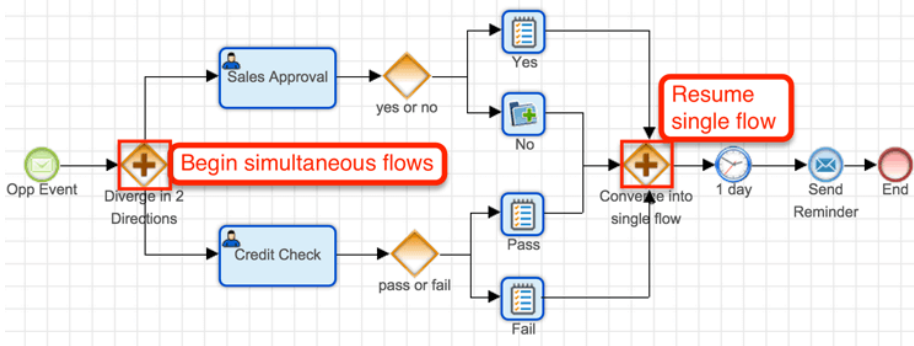 Yes
Sales Approval
yes or no
Resume
single flow
No
Begin simultaneous flows
Opp Event
Diverge in 2
Directions
Converge into
single flow
1 day
Send
Reminder
End
Pass
Credit Check
pass or fail
Fail